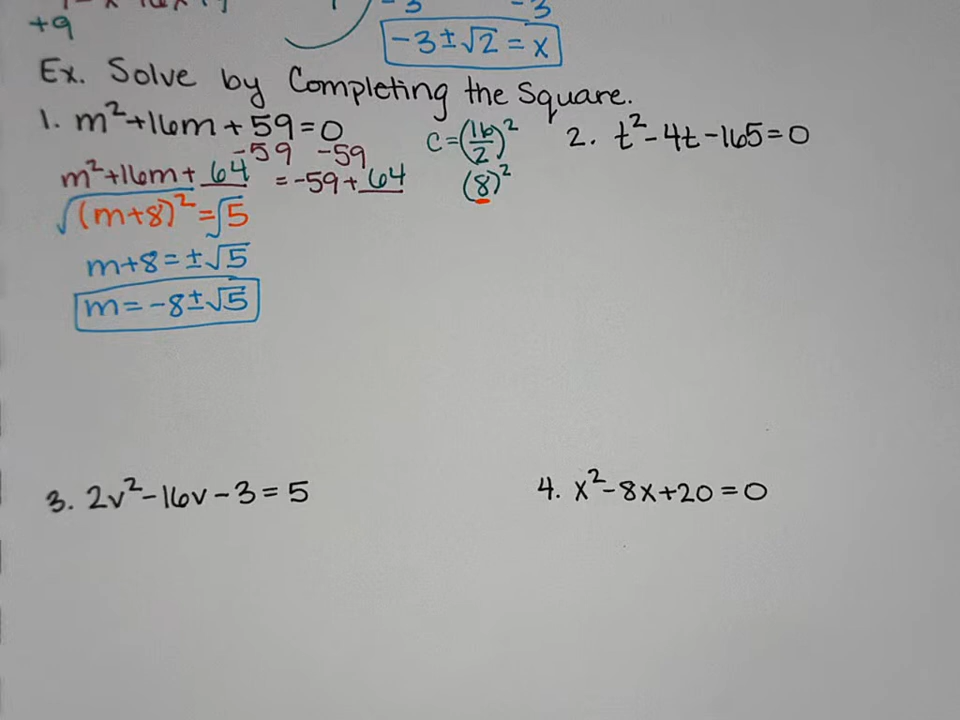 +9
-3 -3
-3±√2 = x
Ex. Solve by Completing the Square.
1. m²+16m+59=0
-59 -59
m²+16m+64 = -59+64
√(m+8)² = √5
m+8=±√5
m=-8±√5
C=(16/2)²
(8)²
2. t²-4t-165=0
3. 2v²-16v-3=5
4. x²-8x+20=0